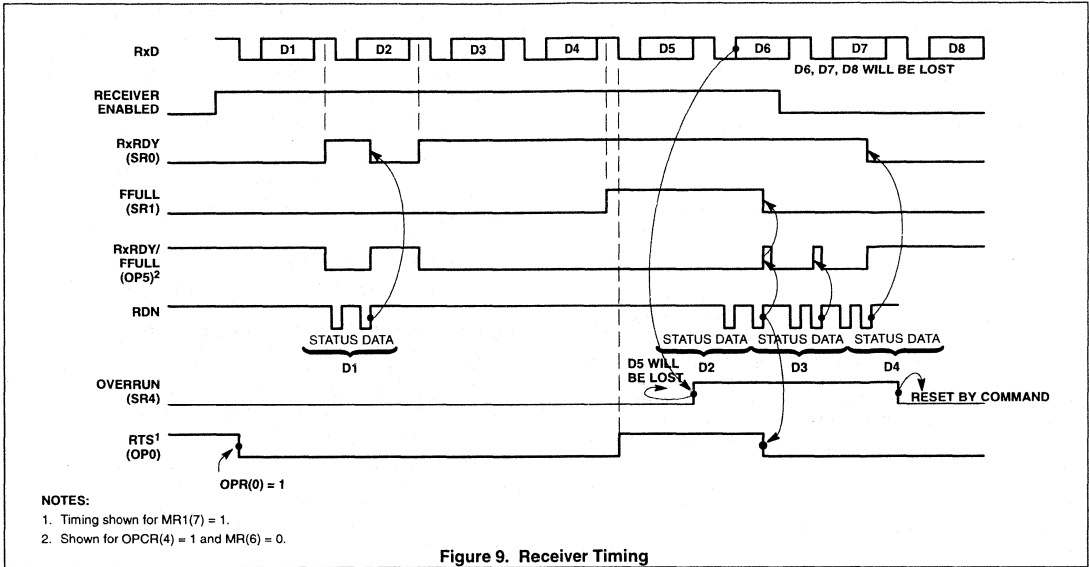 RxD
D1 D2 D3 D4 D5 D6 D7 D8
D6, D7, D8 WILL BE LOST
RECEIVER
ENABLED
RxRDY
(SR0)
FFULL
(SR1)
RxRDY/
FFULL
(OP5)2
RDN
STATUS DATA
D1
STATUS DATA STATUS DATA STATUS DATA
D2 D3 D4
D5 WILL
BE LOST
OVERRUN
(SR4)
RESET BY COMMAND
RTS1
(OP0)
OPR(0) = 1
NOTES:
1. Timing shown for MR1(7) = 1.
2. Shown for OPCR(4) = 1 and MR(6) = 0.
Figure 9. Receiver Timing